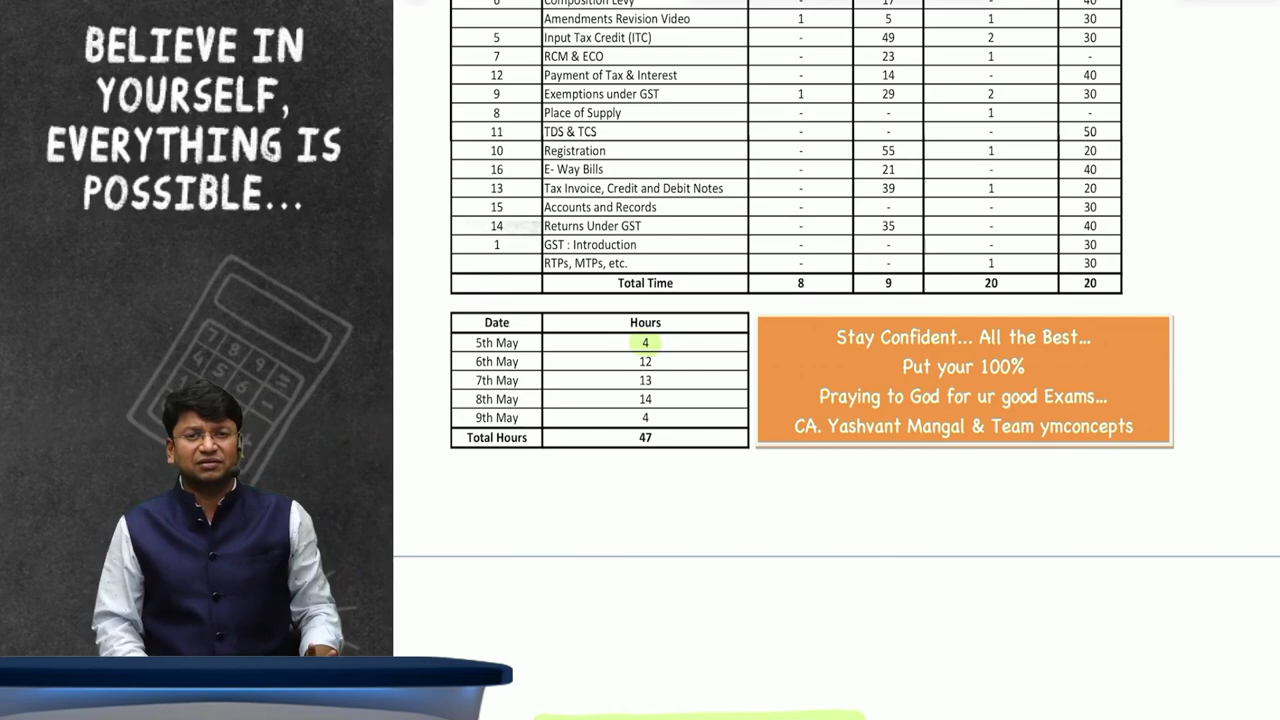 BELIEVE IN
YOURSELF,
EVERYTHING IS
POSSIBLE...
6 Composition Levy - 17 - 40
Amendments Revision Video 1 5 1 30
5 Input Tax Credit (ITC) - 49 2 30
7 RCM & ECO - 23 1 -
12 Payment of Tax & Interest - 14 - 40
9 Exemptions under GST 1 29 2 30
8 Place of Supply - - 1 -
11 TDS & TCS - - - 50
10 Registration - 55 1 20
16 E- Way Bills - 21 - 40
13 Tax Invoice, Credit and Debit Notes - 39 1 20
15 Accounts and Records - - - 30
14 Returns Under GST - 35 - 40
1 GST : Introduction - - - 30
RTPs, MTPs, etc. - - 1 30
Total Time 8 9 20 20
Date Hours
5th May 4
6th May 12
7th May 13
8th May 14
9th May 4
Total Hours 47
Stay Confident... All the Best...
Put your 100%
Praying to God for ur good Exams...
CA. Yashvant Mangal & Team ymconcepts